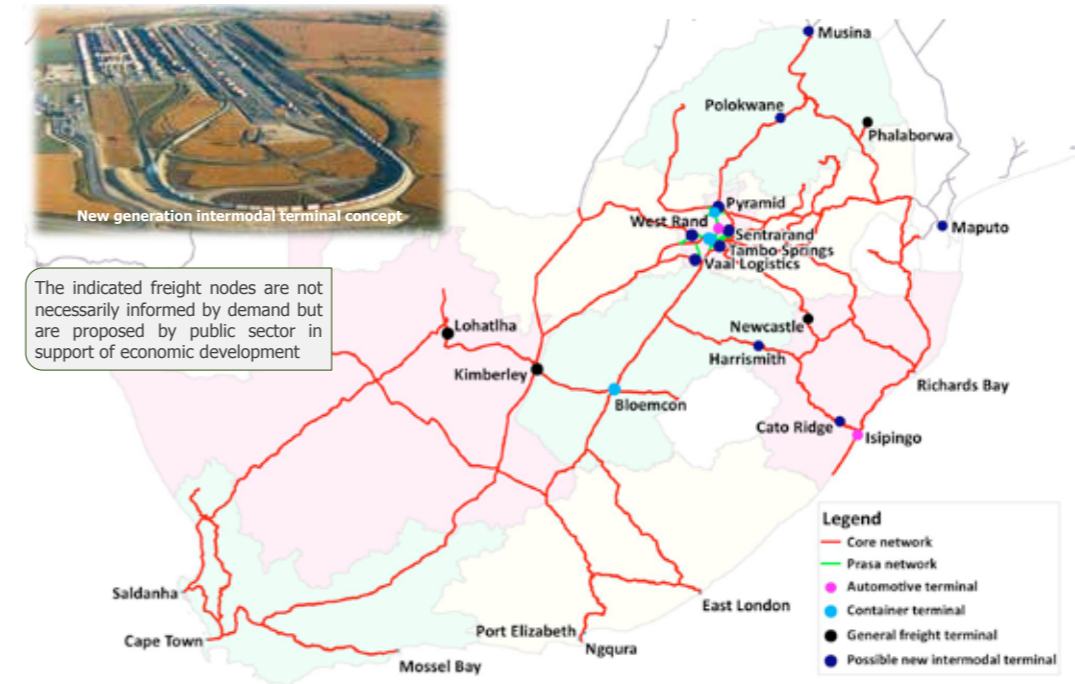 New generation intermodal terminal concept
The indicated freight nodes are not
necessarily informed by demand but
are proposed by public sector in
support of economic development
Musina
Polokwane
Phalaborwa
Pyramid
West Rand
Sentrarand
Maputo
Tambo Springs
Vaal Logistics
Lohatlha
Newcastle
Harrismith
Kimberley
Richards Bay
Bloemcon
Cato Ridge
Isipingo
Saldanha
East London
Cape Town
Port Elizabeth
Ngqura
Mossel Bay
Legend
Core network
Prasa network
Automotive terminal
Container terminal
General freight terminal
Possible new intermodal terminal